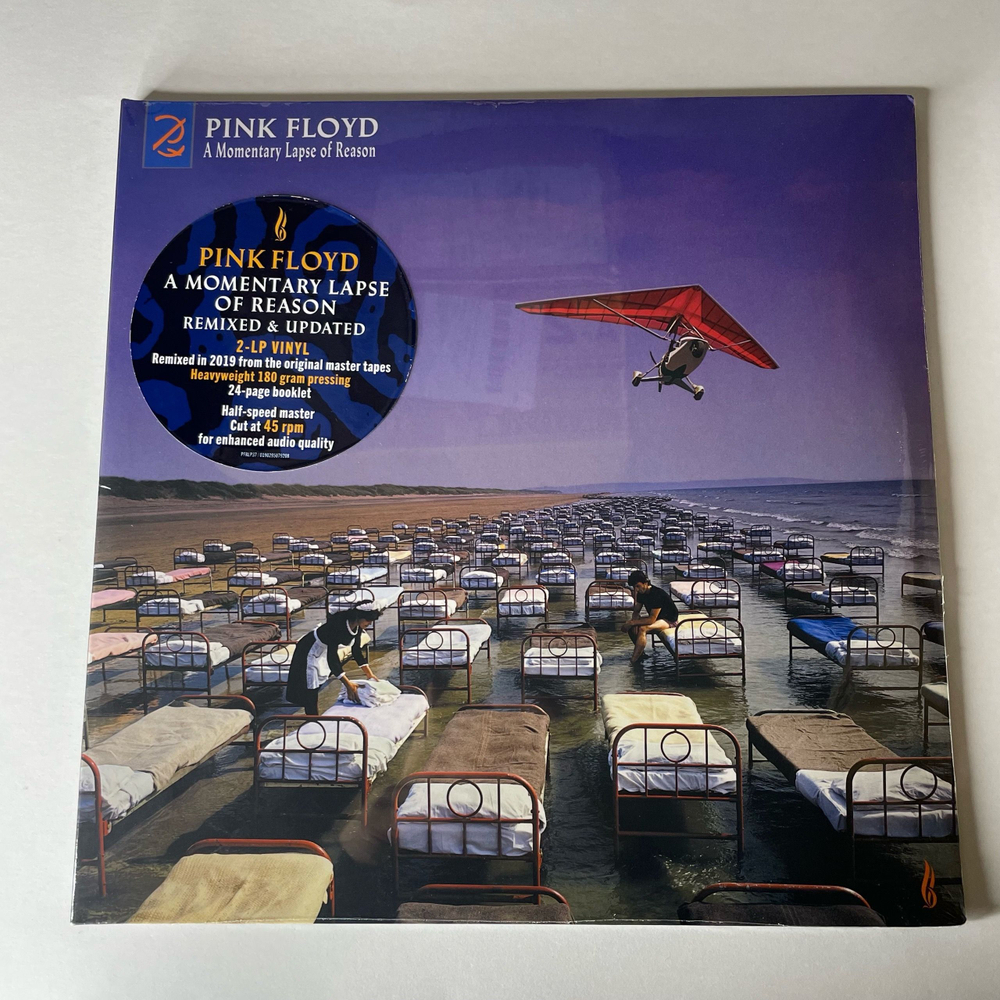 PINK FLOYD
A Momentary Lapse of Reason
PINK FLOYD
A MOMENTARY LAPSE
OF REASON
REMIXED & UPDATED
2-LP VINYL
Remixed in 2019 from the original master tapes
Heavyweight 180 gram pressing
24-page booklet
Half-speed master
Cut at 45 rpm
for enhanced audio quality